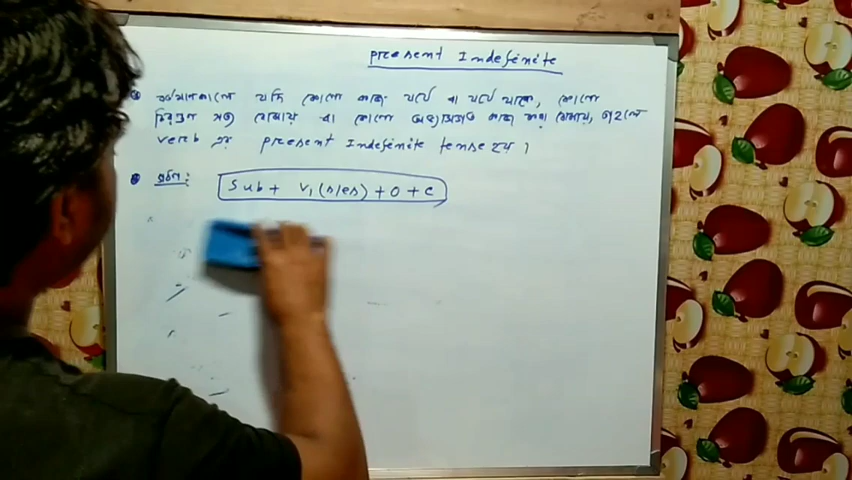 present Indefinite
বর্তমানকালে যদি কোনো কাজ ঘটে বা ঘটে থাকে, কোনো
চিরন্তন সত্য বোঝায় বা কোনো অভ্যাসগত কাজ করা বোঝায়, তাহলে
verb এর present Indefinite tense হয়।
গঠন: Sub + V₁(s/es) + O + C